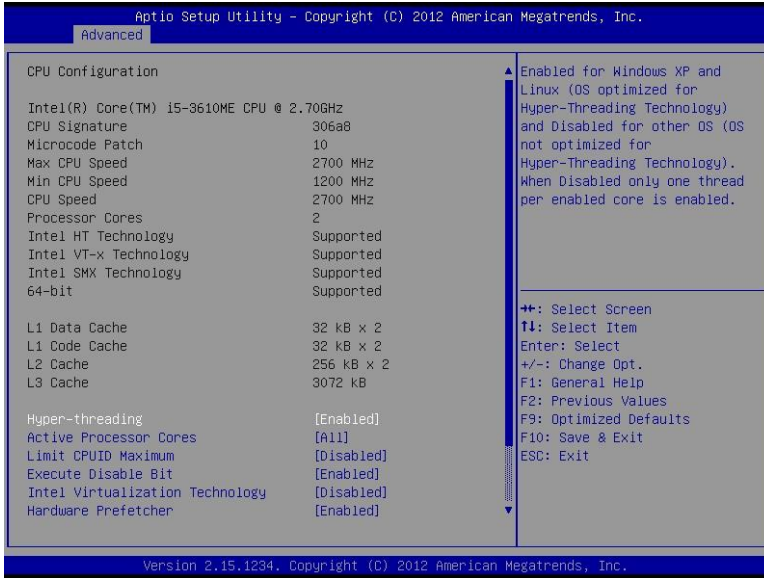 Aptio Setup Utility – Copyright (C) 2012 American Megatrends, Inc.
Advanced
CPU Configuration
Intel(R) Core(TM) i5-3610ME CPU @ 2.70GHz
CPU Signature 306a8
Microcode Patch 10
Max CPU Speed 2700 MHz
Min CPU Speed 1200 MHz
CPU Speed 2700 MHz
Processor Cores 2
Intel HT Technology Supported
Intel VT-x Technology Supported
Intel SMX Technology Supported
64-bit Supported
L1 Data Cache 32 kB x 2
L1 Code Cache 32 kB x 2
L2 Cache 256 kB x 2
L3 Cache 3072 kB
Hyper-threading [Enabled]
Active Processor Cores [All]
Limit CPUID Maximum [Disabled]
Execute Disable Bit [Enabled]
Intel Virtualization Technology [Disabled]
Hardware Prefetcher [Enabled]
Enabled for Windows XP and
Linux (OS optimized for
Hyper-Threading Technology)
and Disabled for other OS (OS
not optimized for
Hyper-Threading Technology).
When Disabled only one thread
per enabled core is enabled.
→←: Select Screen
↑↓: Select Item
Enter: Select
+/-: Change Opt.
F1: General Help
F2: Previous Values
F9: Optimized Defaults
F10: Save & Exit
ESC: Exit
Version 2.15.1234. Copyright (C) 2012 American Megatrends, Inc.